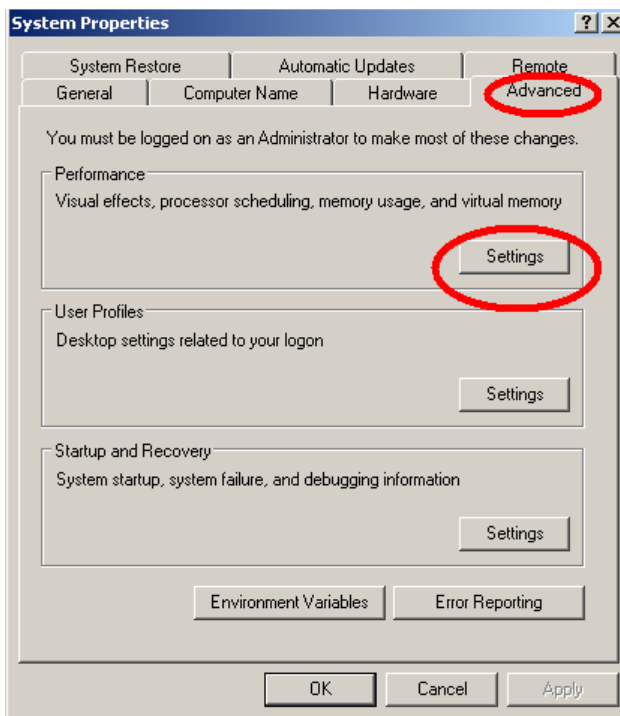 System Properties
? X
System Restore Automatic Updates Remote
General Computer Name Hardware Advanced
You must be logged on as an Administrator to make most of these changes.
Performance
Visual effects, processor scheduling, memory usage, and virtual memory
Settings
User Profiles
Desktop settings related to your logon
Settings
Startup and Recovery
System startup, system failure, and debugging information
Settings
Environment Variables Error Reporting
OK Cancel Apply